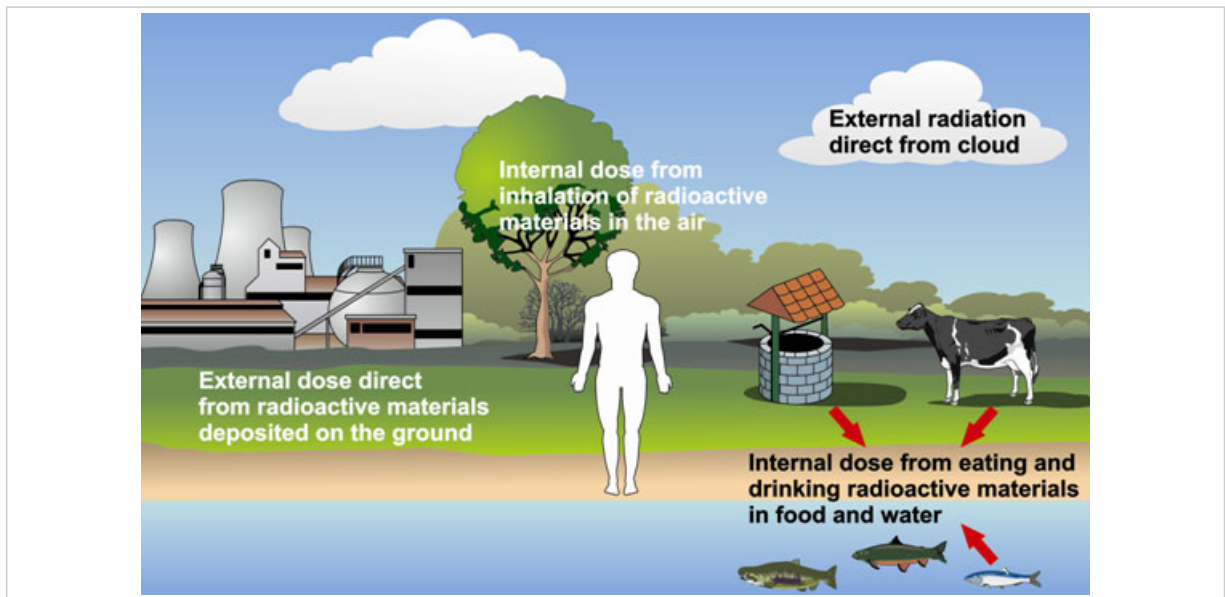 External radiation
direct from cloud
Internal dose from
inhalation of radioactive
materials in the air
External dose direct
from radioactive materials
deposited on the ground
Internal dose from eating and
drinking radioactive materials
in food and water